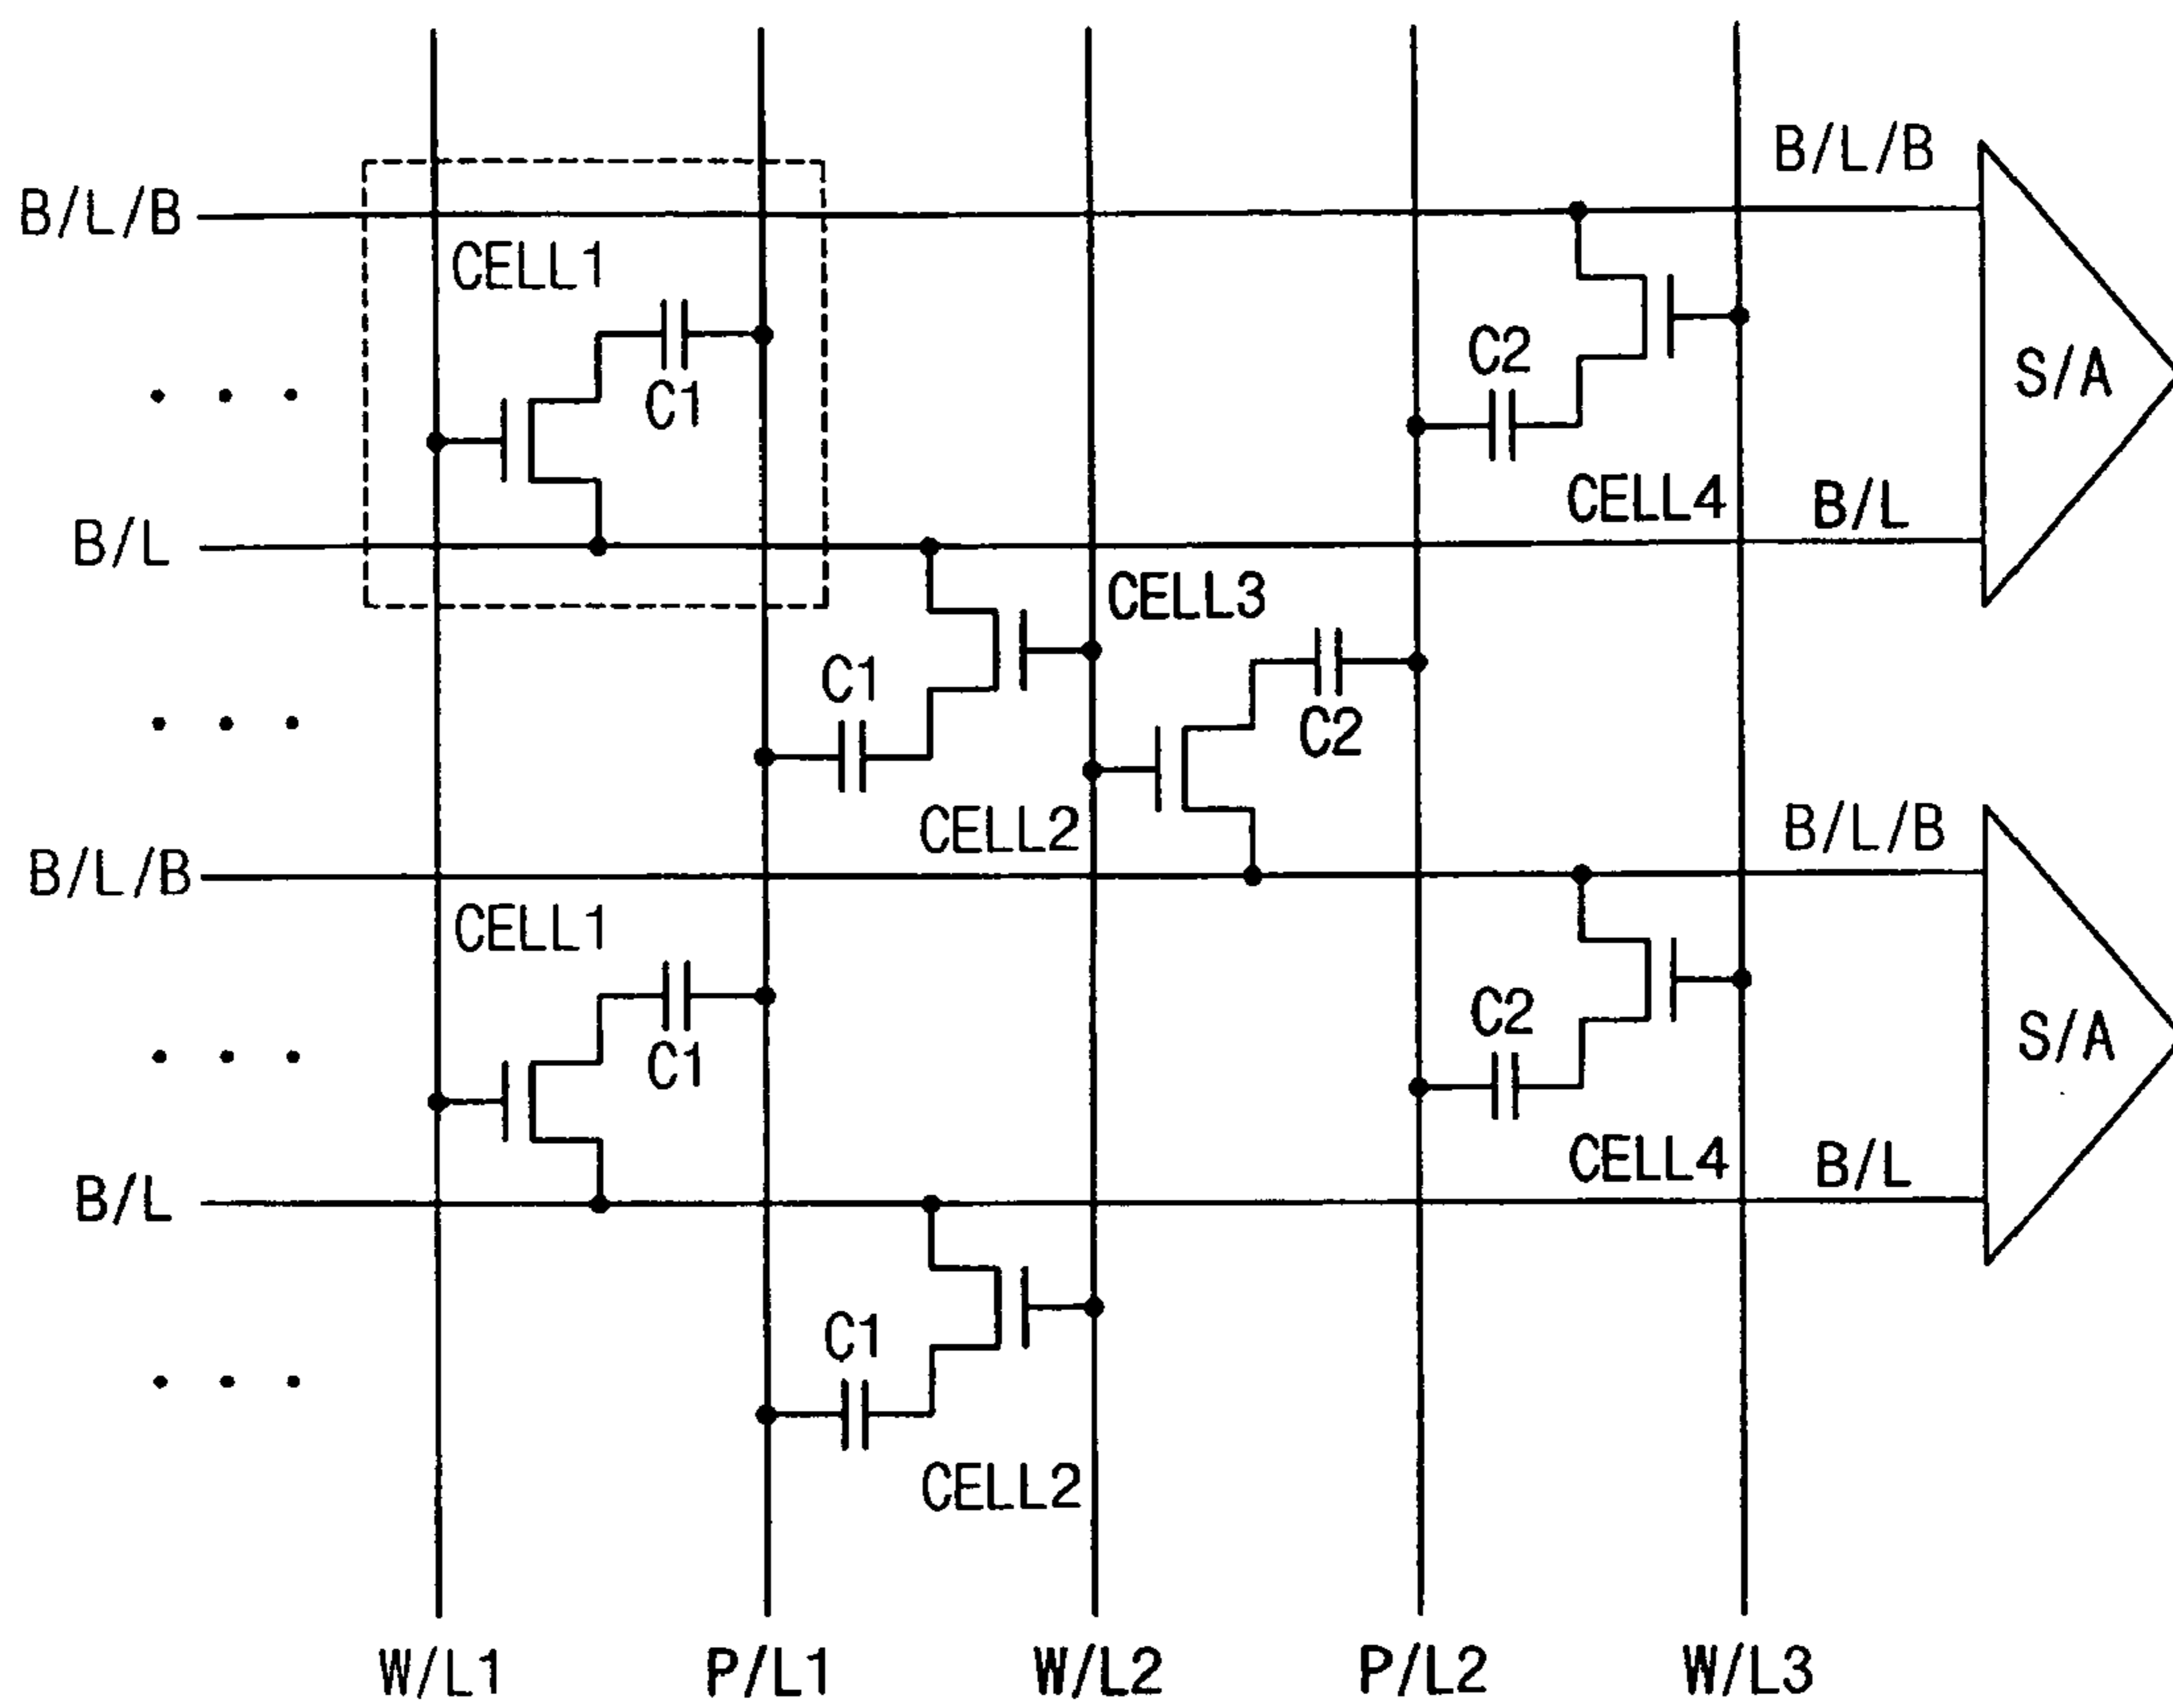 B/L/B
B/L/B
CELL1
C1
C2
S/A
CELL4
B/L
B/L
CELL3
C1
C2
CELL2
B/L/B
B/L/B
CELL1
C1
C2
S/A
CELL4
B/L
B/L
C1
CELL2
W/L1
P/L1
W/L2
P/L2
W/L3